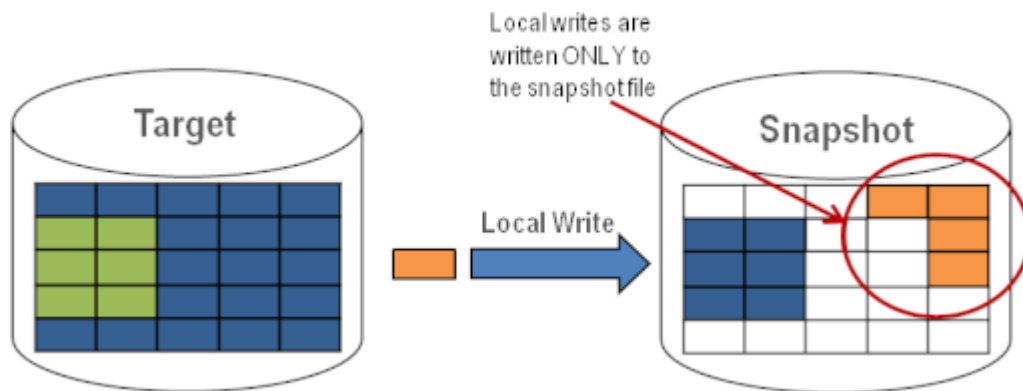 Local writes are
written ONLY to
the snapshot file
Target
Snapshot
Local Write